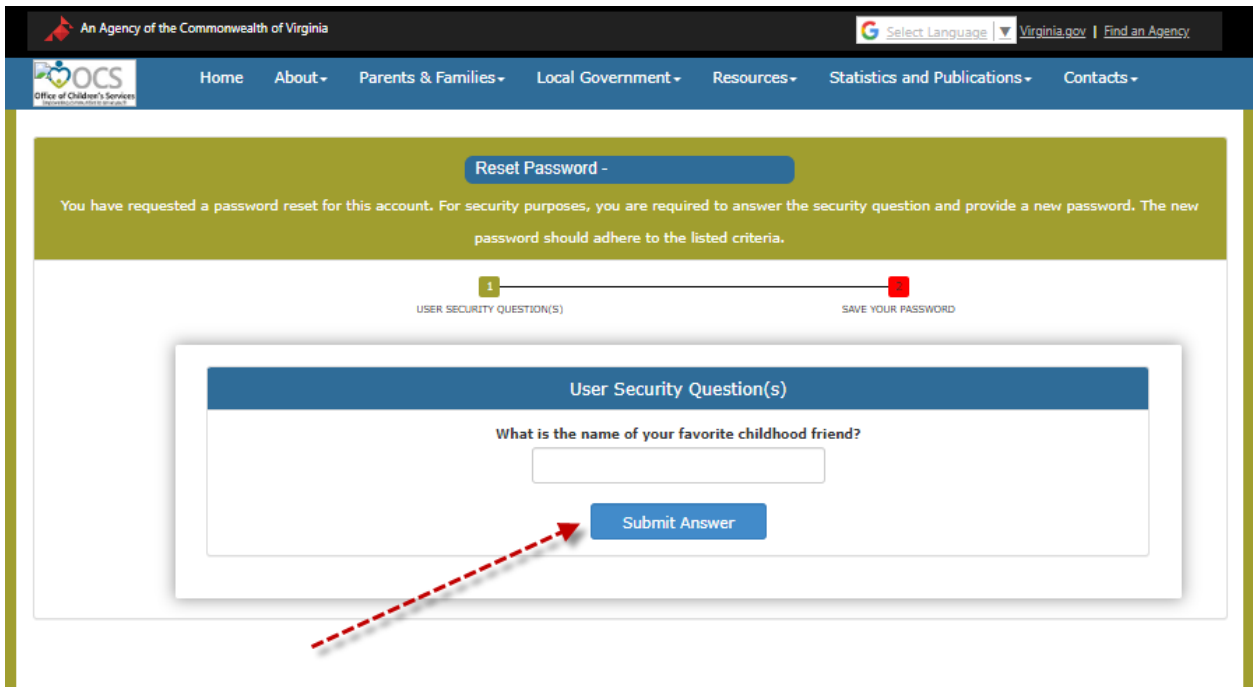 An Agency of the Commonwealth of Virginia
Select Language ▼ Virginia.gov | Find an Agency
OCS
Office of Children's Services
Home About Parents & Families Local Government Resources Statistics and Publications Contacts
Reset Password -
You have requested a password reset for this account. For security purposes, you are required to answer the security question and provide a new password. The new
password should adhere to the listed criteria.
1 2
USER SECURITY QUESTION(S) SAVE YOUR PASSWORD
User Security Question(s)
What is the name of your favorite childhood friend?
Submit Answer